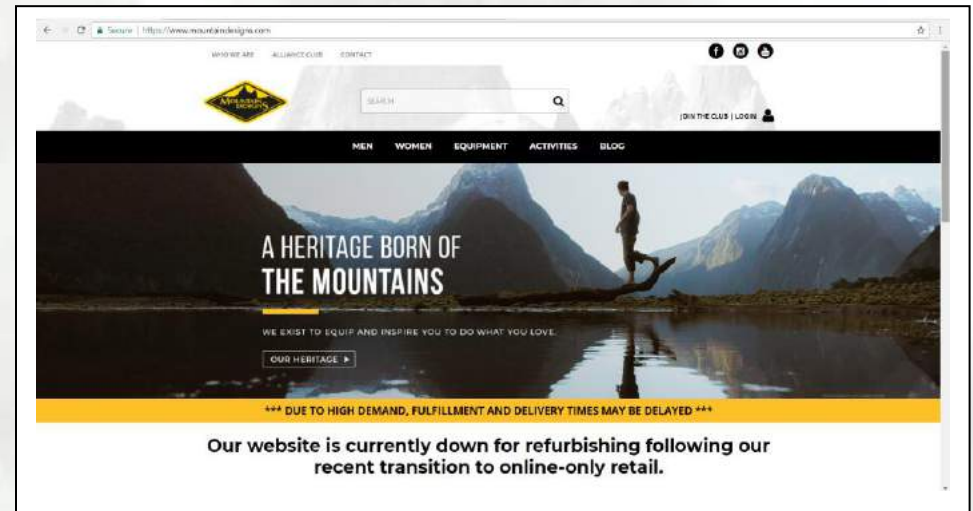 Secure | https://www.mountaindesigns.com
WHO WE ARE ALLIANCE CLUB CONTACT
MOUNTAIN
DESIGNS
SEARCH
JOIN THE CLUB | LOGIN
MEN WOMEN EQUIPMENT ACTIVITIES BLOG
A HERITAGE BORN OF
THE MOUNTAINS
WE EXIST TO EQUIP AND INSPIRE YOU TO DO WHAT YOU LOVE.
OUR HERITAGE
*** DUE TO HIGH DEMAND, FULFILLMENT AND DELIVERY TIMES MAY BE DELAYED ***
Our website is currently down for refurbishing following our
recent transition to online-only retail.